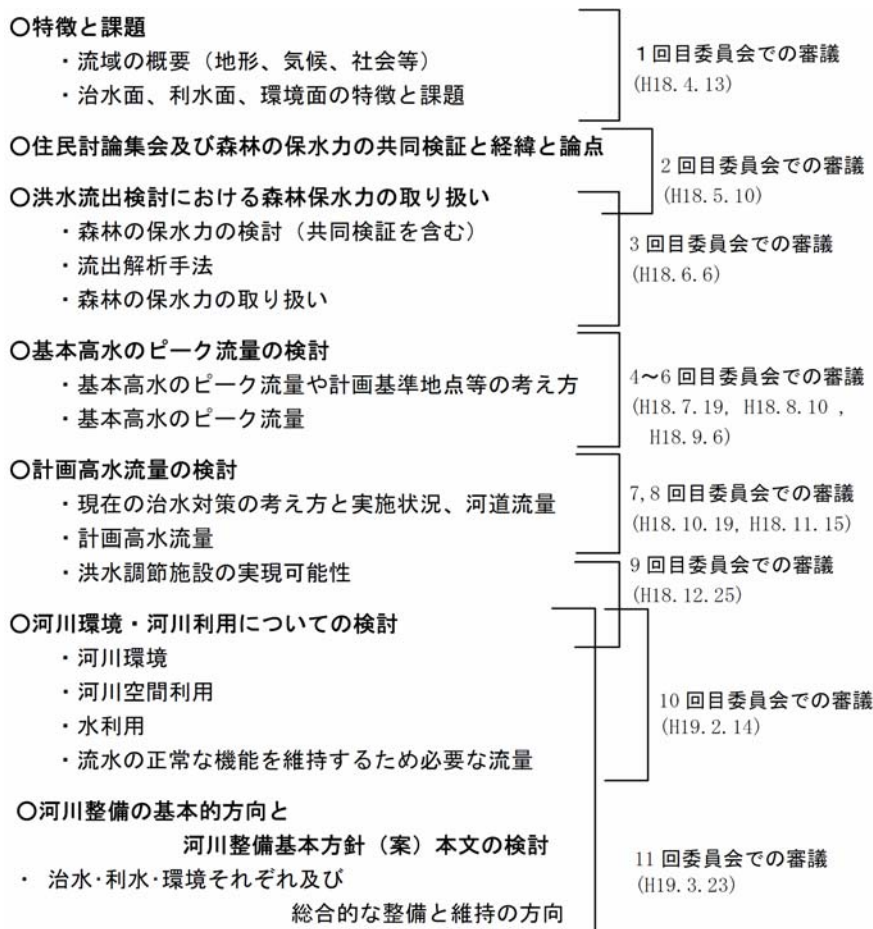 ○特徴と課題
・流域の概要（地形、気候、社会等）
・治水面、利水面、環境面の特徴と課題
1回目委員会での審議
(H18.4.13)
○住民討論集会及び森林の保水力の共同検証と経緯と論点
2回目委員会での審議
(H18.5.10)
○洪水流出検討における森林保水力の取り扱い
・森林の保水力の検討（共同検証を含む）
・流出解析手法
・森林の保水力の取り扱い
3回目委員会での審議
(H18.6.6)
○基本高水のピーク流量の検討
・基本高水のピーク流量や計画基準地点等の考え方
・基本高水のピーク流量
4～6回目委員会での審議
(H18.7.19, H18.8.10 ,
H18.9.6)
○計画高水流量の検討
・現在の治水対策の考え方と実施状況、河道流量
・計画高水流量
・洪水調節施設の実現可能性
7,8回目委員会での審議
(H18.10.19, H18.11.15)
9回目委員会での審議
(H18.12.25)
○河川環境・河川利用についての検討
・河川環境
・河川空間利用
・水利用
・流水の正常な機能を維持するため必要な流量
10回目委員会での審議
(H19.2.14)
○河川整備の基本的方向と
河川整備基本方針（案）本文の検討
・ 治水･利水･環境それぞれ及び
総合的な整備と維持の方向
11回委員会での審議
(H19.3.23)